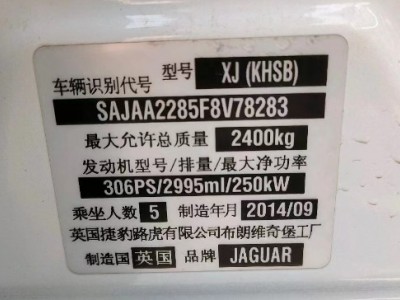 车辆识别代号 型号 XJ (KHSB)
SAJAA2285F8V78283
最大允许总质量 2400kg
发动机型号/排量/最大净功率
306PS/2995ml/250kW
乘坐人数 5 制造年月 2014/09
英国捷豹路虎有限公司布朗维奇堡工厂
制造国 英国 品牌 JAGUAR